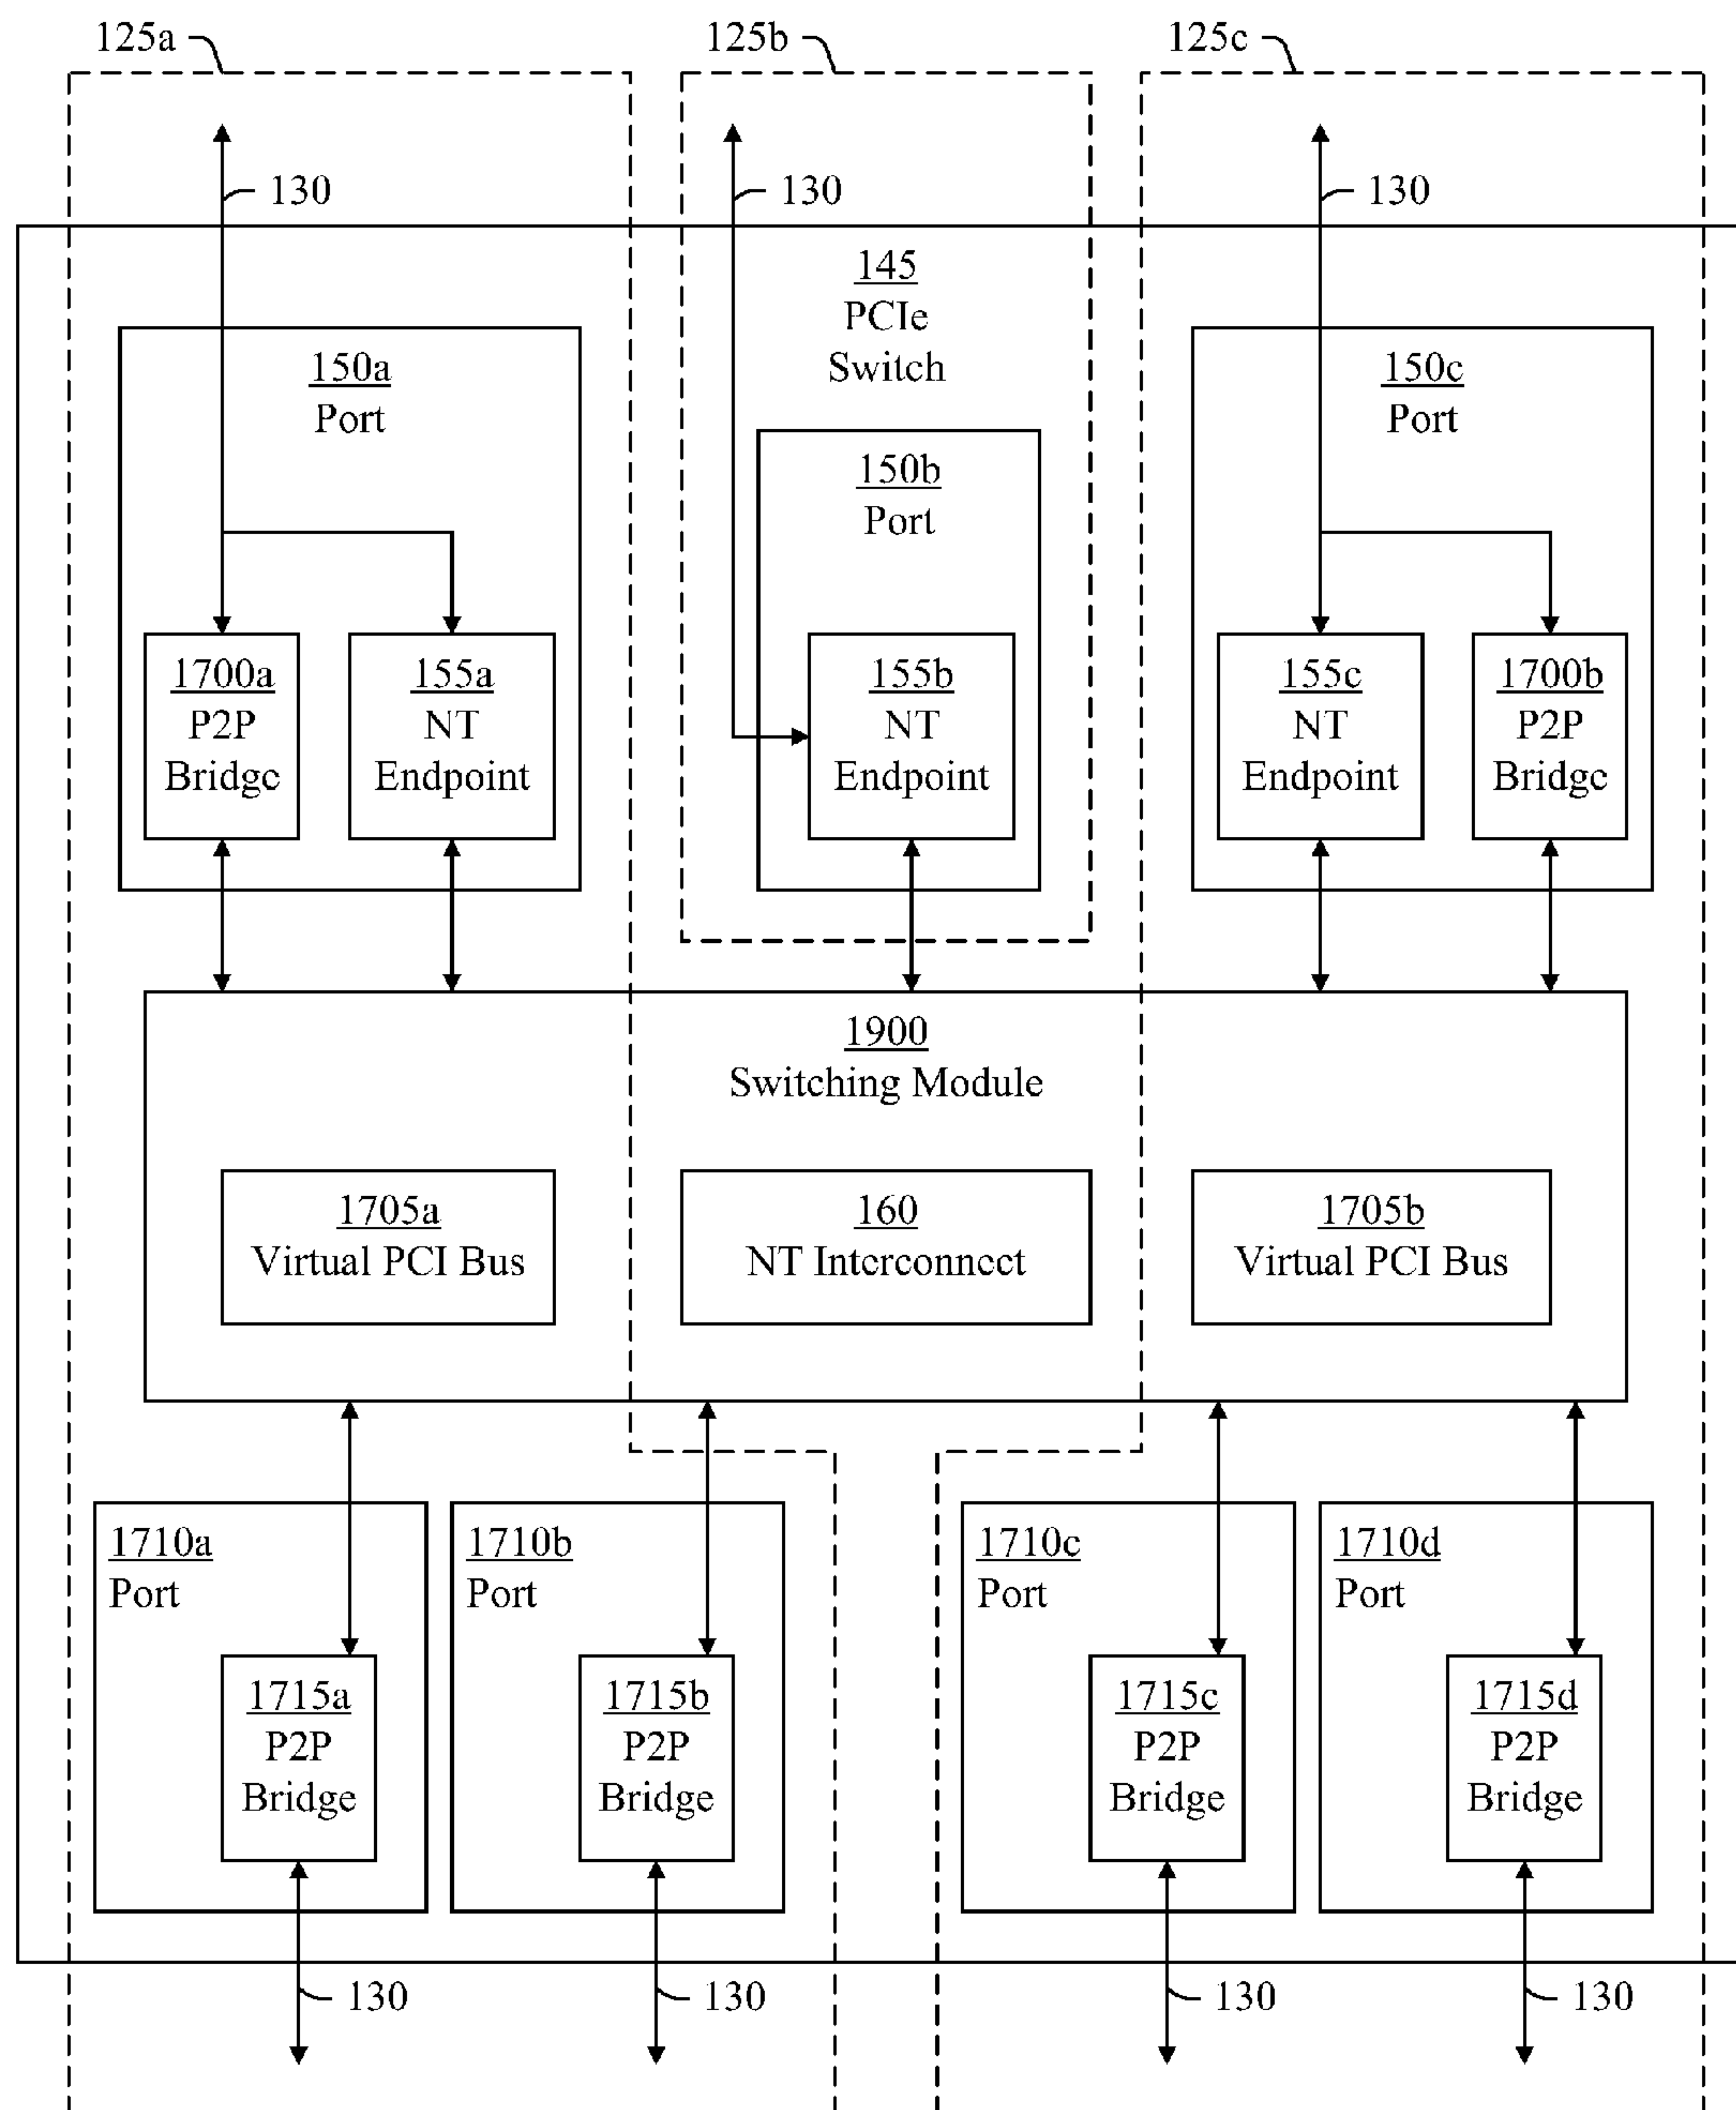 125a
125b
125c
130
130
130
145
PCIe
Switch
150a
Port
150b
Port
150c
Port
1700a
P2P
Bridge
155a
NT
Endpoint
155b
NT
Endpoint
155c
NT
Endpoint
1700b
P2P
Bridge
1900
Switching Module
1705a
Virtual PCI Bus
160
NT Interconnect
1705b
Virtual PCI Bus
1710a
Port
1710b
Port
1710c
Port
1710d
Port
1715a
P2P
Bridge
1715b
P2P
Bridge
1715c
P2P
Bridge
1715d
P2P
Bridge
130
130
130
130